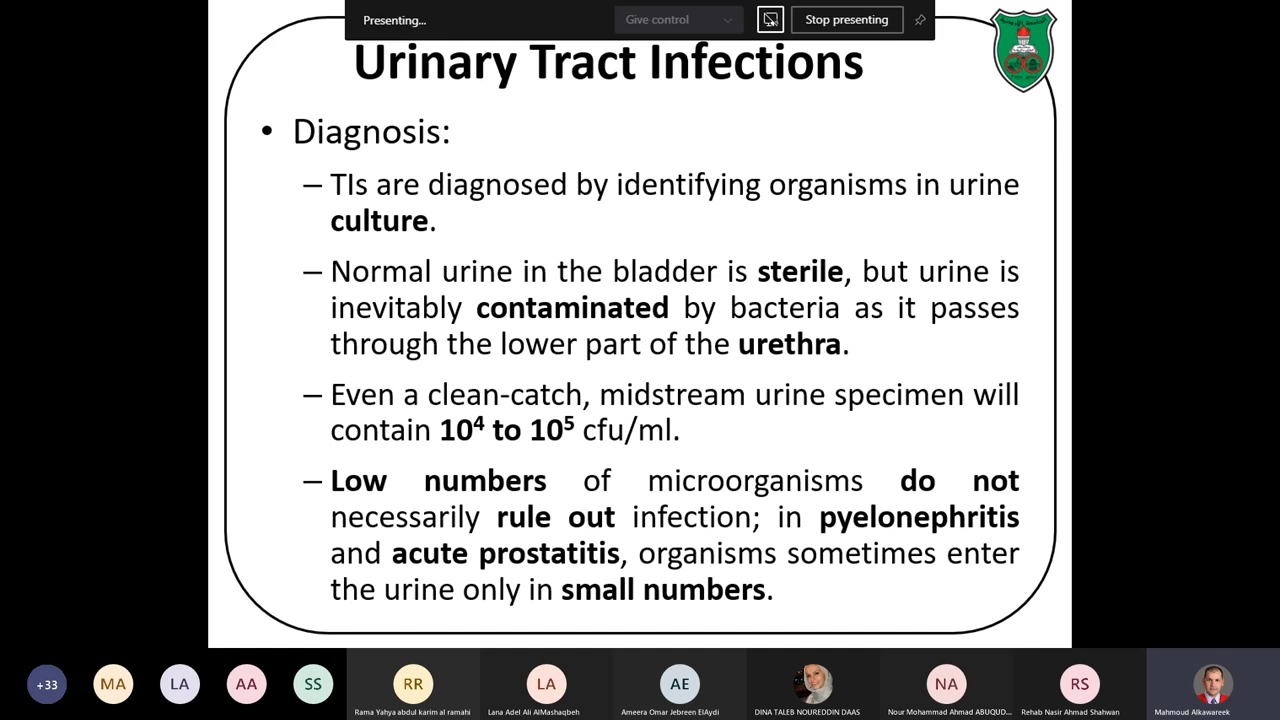 Presenting...
Give control
Stop presenting
Urinary Tract Infections
• Diagnosis:
– TIs are diagnosed by identifying organisms in urine
culture.
– Normal urine in the bladder is sterile, but urine is
inevitably contaminated by bacteria as it passes
through the lower part of the urethra.
– Even a clean-catch, midstream urine specimen will
contain 10⁴ to 10⁵ cfu/ml.
– Low numbers of microorganisms do not
necessarily rule out infection; in pyelonephritis
and acute prostatitis, organisms sometimes enter
the urine only in small numbers.
+33
MA
LA
AA
SS
RR
LA
AE
NA
RS
Rama Yahya abdul karim al ramahi
Lana Adel Ali AlMashaqbeh
Ameera Omar Jebreen ElAydi
DINA TALEB NOUREDDIN DAAS
Nour Mohammad Ahmad ABUQUD...
Rehab Nasir Ahmad Shahwan
Mahmoud Alkawareek